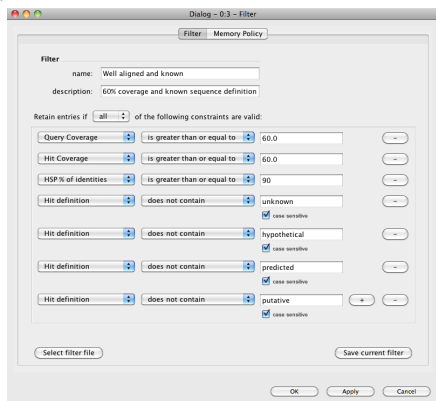 Dialog – 0:3 – Filter
Filter Memory Policy
Filter
name: Well aligned and known
description: 60% coverage and known sequence definition
Retain entries if all of the following constraints are valid:
Query Coverage is greater than or equal to 60.0 -
Hit Coverage is greater than or equal to 60.0 -
HSP % of identities is greater than or equal to 90 -
Hit definition does not contain unknown -
case sensitive
Hit definition does not contain hypothetical -
case sensitive
Hit definition does not contain predicted -
case sensitive
Hit definition does not contain putative + -
case sensitive
Select filter file Save current filter
OK Apply Cancel